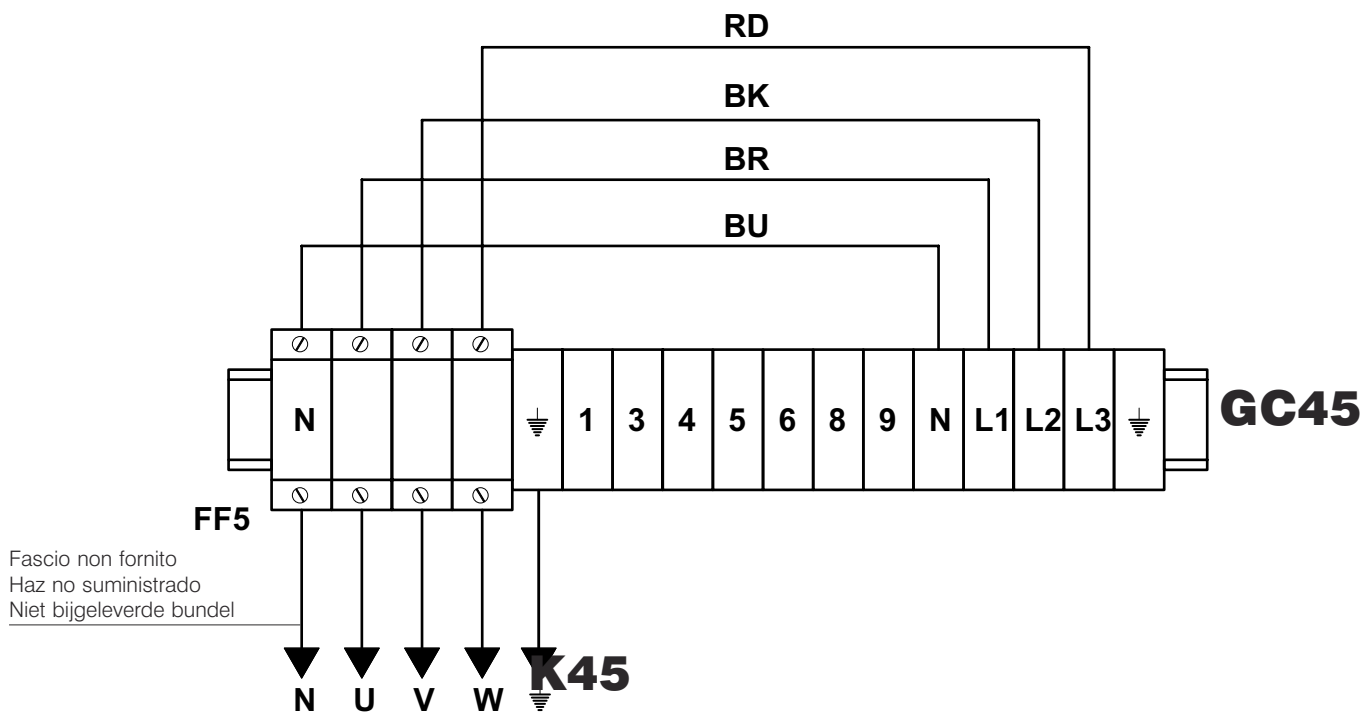 RD
BK
BR
BU
N 1 3 4 5 6 8 9 N L1 L2 L3
GC45
FF5
Fascio non fornito
Haz no suministrado
Niet bijgeleverde bundel
K45
N U V W